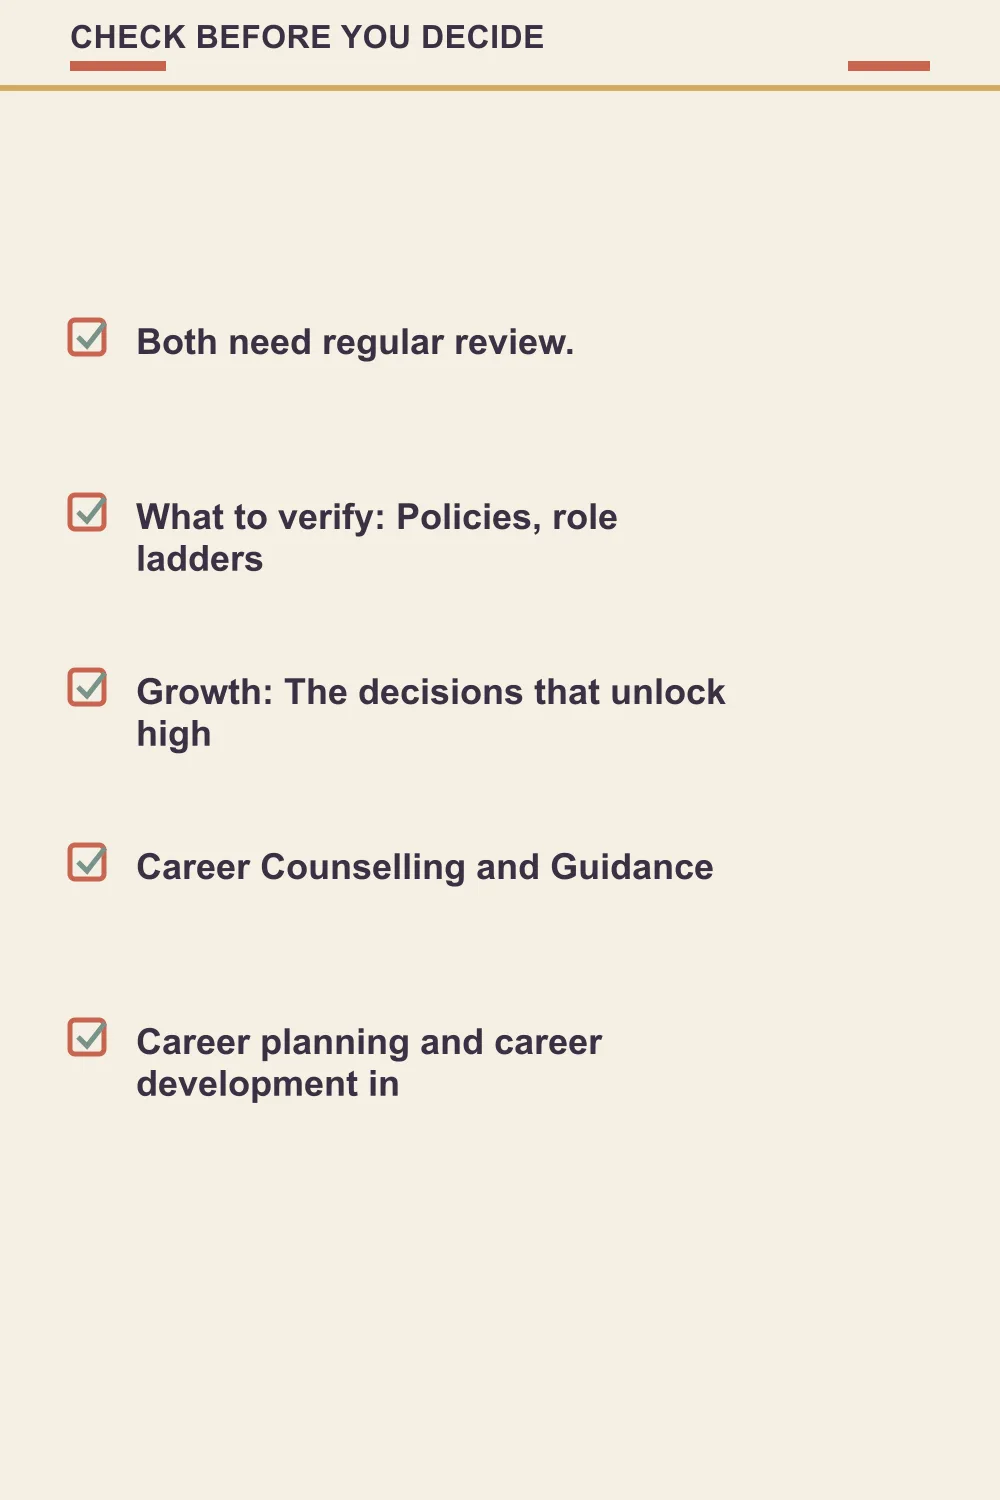 CHECK BEFORE YOU DECIDE
Both need regular review.
What to verify: Policies, role
ladders
Growth: The decisions that unlock
high
Career Counselling and Guidance
Career planning and career
development in